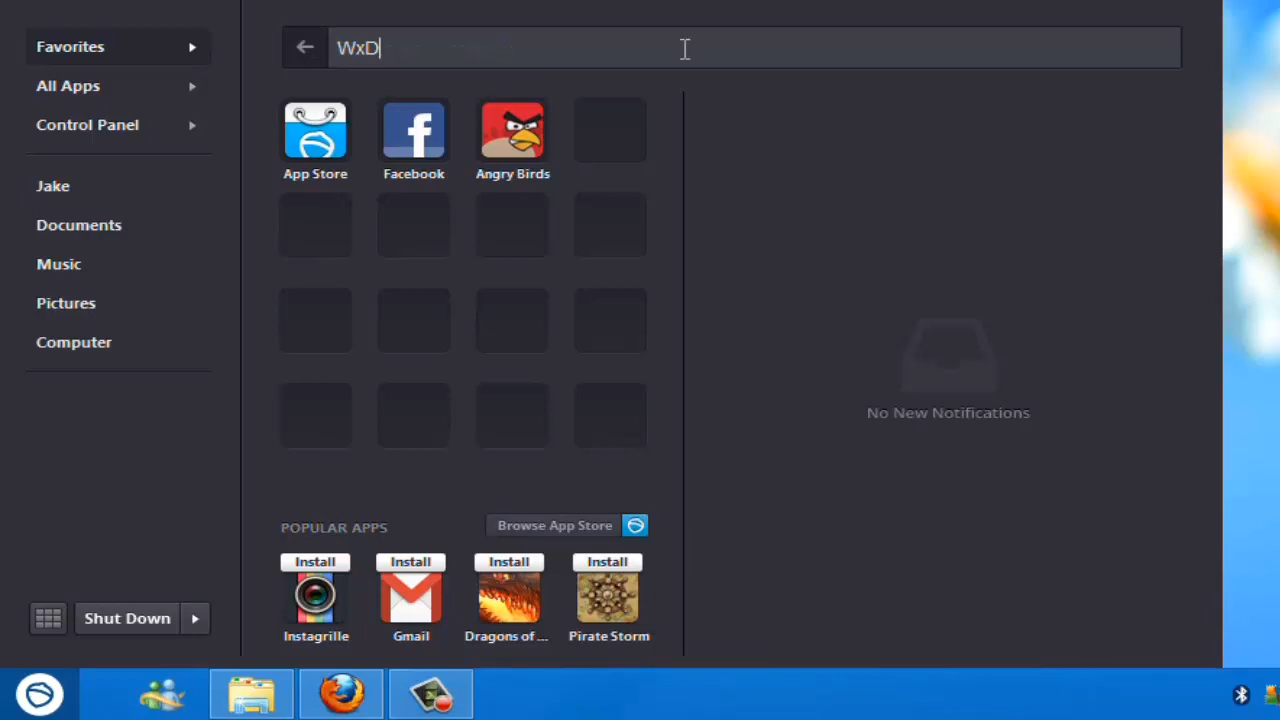 Favorites
All Apps
Control Panel
Jake
Documents
Music
Pictures
Computer
Shut Down
WxD
App Store
Facebook
Angry Birds
No New Notifications
POPULAR APPS
Browse App Store
Install
Install
Install
Install
Instagrille
Gmail
Dragons of ...
Pirate Storm